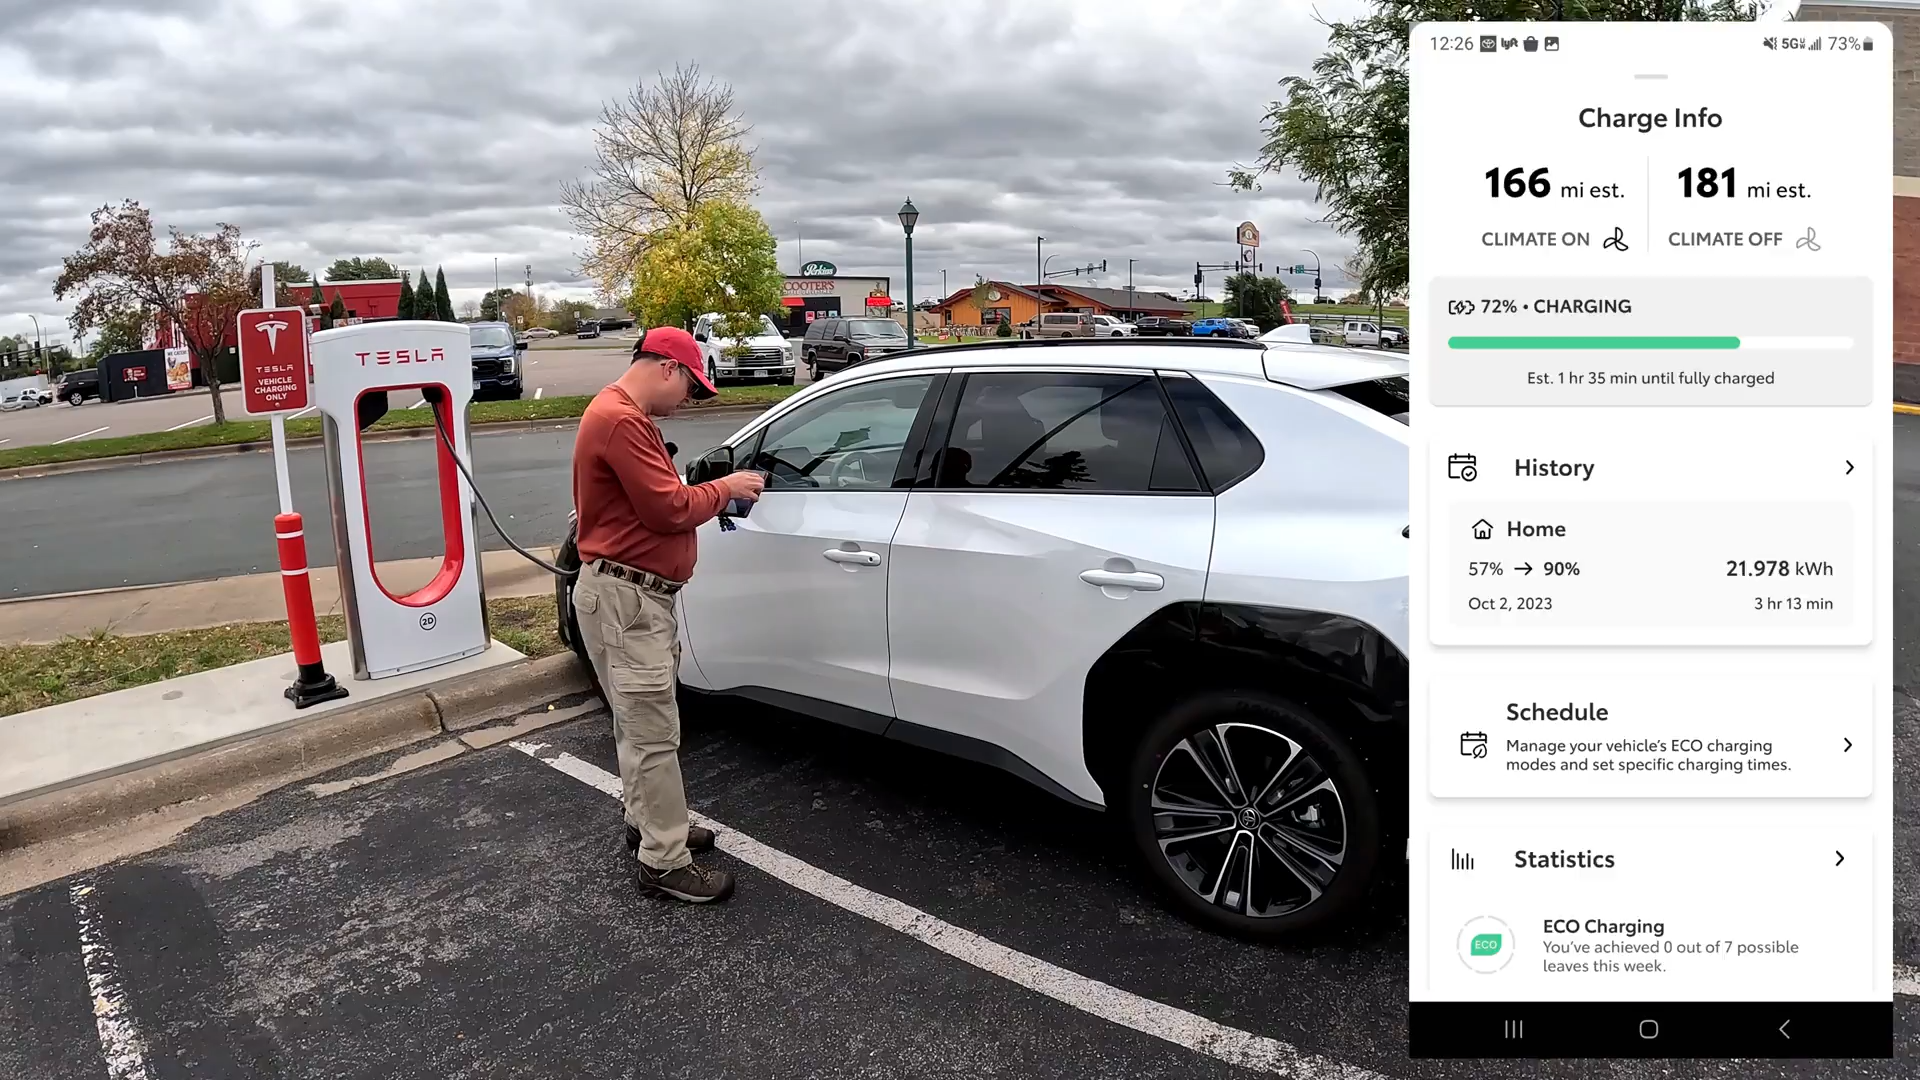 TESLA
VEHICLE
CHARGING
ONLY
TESLA
2D
Perkins
SCOOTER'S
12:26 lyft 5G 73%
Charge Info
166 mi est.
CLIMATE ON
181 mi est.
CLIMATE OFF
72% • CHARGING
Est. 1 hr 35 min until fully charged
History
Home
57% → 90% 21.978 kWh
Oct 2, 2023 3 hr 13 min
Schedule
Manage your vehicle's ECO charging
modes and set specific charging times.
Statistics
ECO
ECO Charging
You've achieved 0 out of 7 possible
leaves this week.